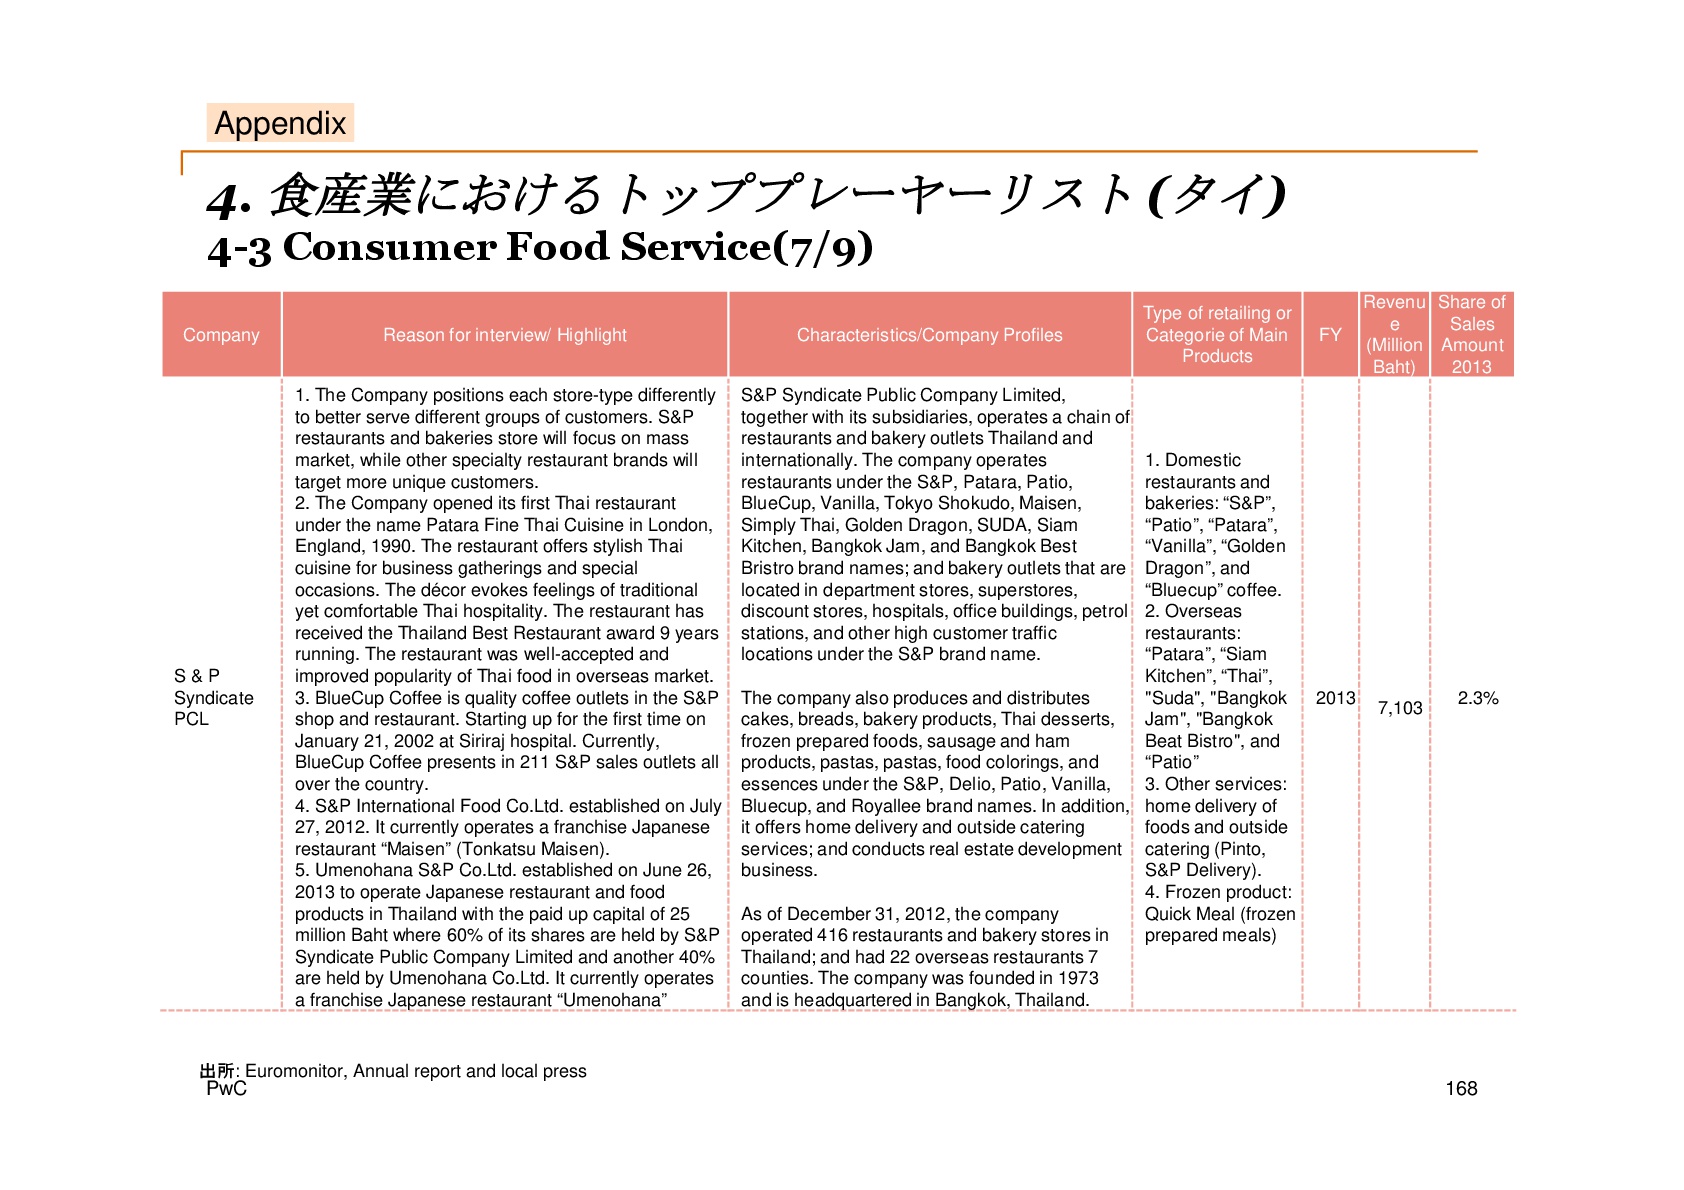 Appendix
4. 食産業におけるトッププレーヤーリスト(タイ)
4-3 Consumer Food Service(7/9)
Company
Reason for interview/ Highlight
Characteristics/Company Profiles
Type of retailing or
Categorie of Main
Products
FY
Revenu
e
(Million
Baht)
Share of
Sales
Amount
2013
S & P
Syndicate
PCL
1. The Company positions each store-type differently
to better serve different groups of customers. S&P
restaurants and bakeries store will focus on mass
market, while other specialty restaurant brands will
target more unique customers.
2. The Company opened its first Thai restaurant
under the name Patara Fine Thai Cuisine in London,
England, 1990. The restaurant offers stylish Thai
cuisine for business gatherings and special
occasions. The décor evokes feelings of traditional
yet comfortable Thai hospitality. The restaurant has
received the Thailand Best Restaurant award 9 years
running. The restaurant was well-accepted and
improved popularity of Thai food in overseas market.
3. BlueCup Coffee is quality coffee outlets in the S&P
shop and restaurant. Starting up for the first time on
January 21, 2002 at Siriraj hospital. Currently,
BlueCup Coffee presents in 211 S&P sales outlets all
over the country.
4. S&P International Food Co.Ltd. established on July
27, 2012. It currently operates a franchise Japanese
restaurant “Maisen” (Tonkatsu Maisen).
5. Umenohana S&P Co.Ltd. established on June 26,
2013 to operate Japanese restaurant and food
products in Thailand with the paid up capital of 25
million Baht where 60% of its shares are held by S&P
Syndicate Public Company Limited and another 40%
are held by Umenohana Co.Ltd. It currently operates
a franchise Japanese restaurant “Umenohana”
S&P Syndicate Public Company Limited,
together with its subsidiaries, operates a chain of
restaurants and bakery outlets Thailand and
internationally. The company operates
restaurants under the S&P, Patara, Patio,
BlueCup, Vanilla, Tokyo Shokudo, Maisen,
Simply Thai, Golden Dragon, SUDA, Siam
Kitchen, Bangkok Jam, and Bangkok Best
Bristro brand names; and bakery outlets that are
located in department stores, superstores,
discount stores, hospitals, office buildings, petrol
stations, and other high customer traffic
locations under the S&P brand name.
The company also produces and distributes
cakes, breads, bakery products, Thai desserts,
frozen prepared foods, sausage and ham
products, pastas, pastas, food colorings, and
essences under the S&P, Delio, Patio, Vanilla,
Bluecup, and Royallee brand names. In addition,
it offers home delivery and outside catering
services; and conducts real estate development
business.
As of December 31, 2012, the company
operated 416 restaurants and bakery stores in
Thailand; and had 22 overseas restaurants 7
counties. The company was founded in 1973
and is headquartered in Bangkok, Thailand.
1. Domestic
restaurants and
bakeries: “S&P”,
“Patio”, “Patara”,
“Vanilla”, “Golden
Dragon”, and
“Bluecup” coffee.
2. Overseas
restaurants:
“Patara”, “Siam
Kitchen”, “Thai”,
"Suda", "Bangkok
Jam", "Bangkok
Beat Bistro", and
“Patio”
3. Other services:
home delivery of
foods and outside
catering (Pinto,
S&P Delivery).
4. Frozen product:
Quick Meal (frozen
prepared meals)
2013
7,103
2.3%
出所: Euromonitor, Annual report and local press
PwC
168